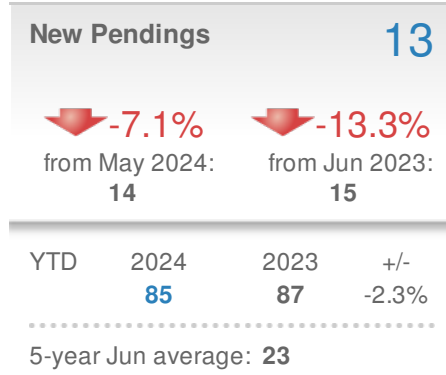 New Pendings 13
-7.1% -13.3%
from May 2024: from Jun 2023:
14 15
YTD 2024 2023 +/-
85 87 -2.3%
5-year Jun average: 23